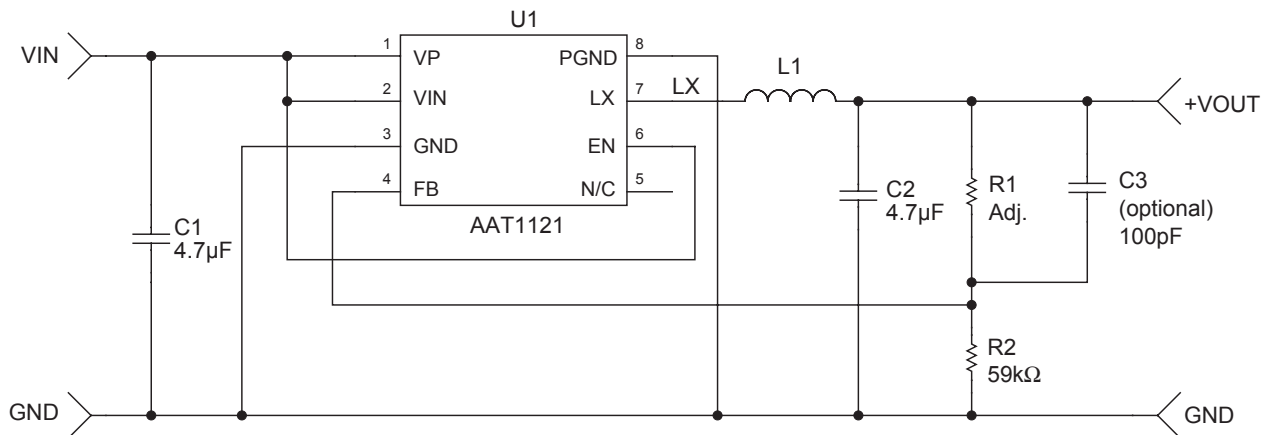 U1
VIN
1
VP
PGND
8
2
VIN
LX
7
LX
L1
+VOUT
3
GND
EN
6
4
FB
N/C
5
AAT1121
C1
4.7µF
C2
4.7µF
R1
Adj.
C3
(optional)
100pF
R2
59kΩ
GND
GND